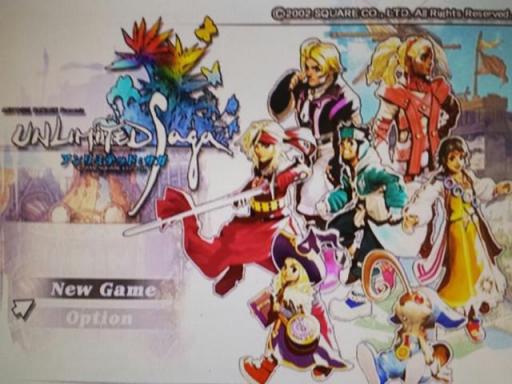 ©2002 SQUARE CO., LTD. All Rights Reserved.
UNLIMITED Saga
アンリミテッド:サガ
New Game
Option